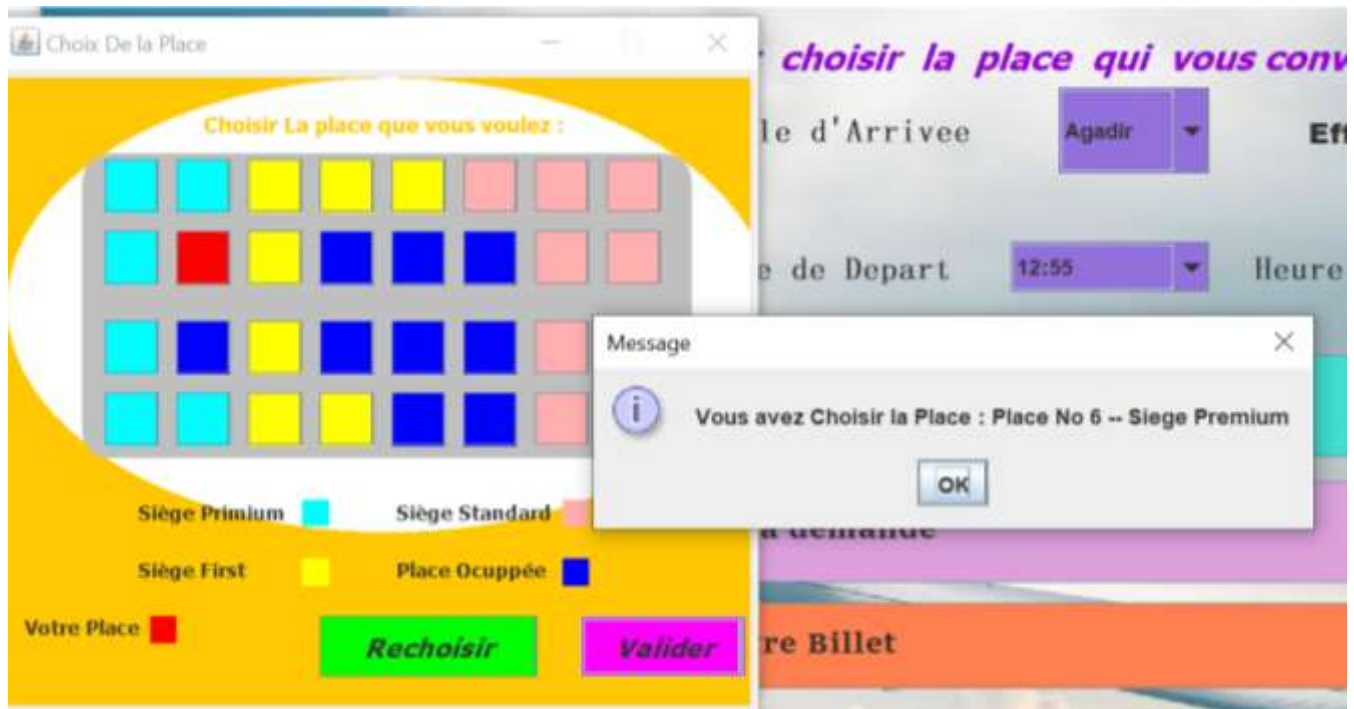 Choix De la Place
choisir la place qui vous conv
Choisir La place que vous voulez :
le d'Arrivee
Agadir
Eff
e de Depart
12:55
Heure
Message
Vous avez Choisir la Place : Place No 6 -- Siege Premium
OK
Siège Primium
Siège Standard
a demande
Siège First
Place Ocuppée
Votre Place
Rechoisir
Valider
re Billet